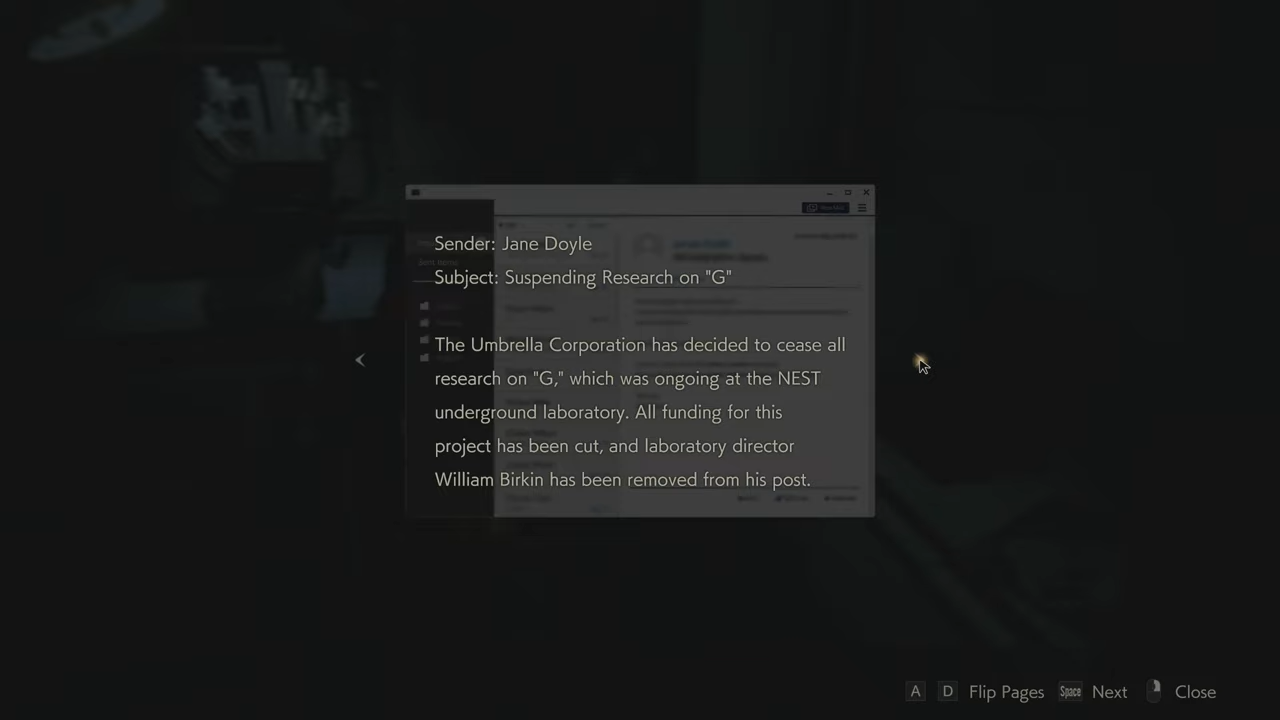 Sender: Jane Doyle
Subject: Suspending Research on "G"
The Umbrella Corporation has decided to cease all
research on "G," which was ongoing at the NEST
underground laboratory. All funding for this
project has been cut, and laboratory director
William Birkin has been removed from his post.
A D Flip Pages Space Next Close